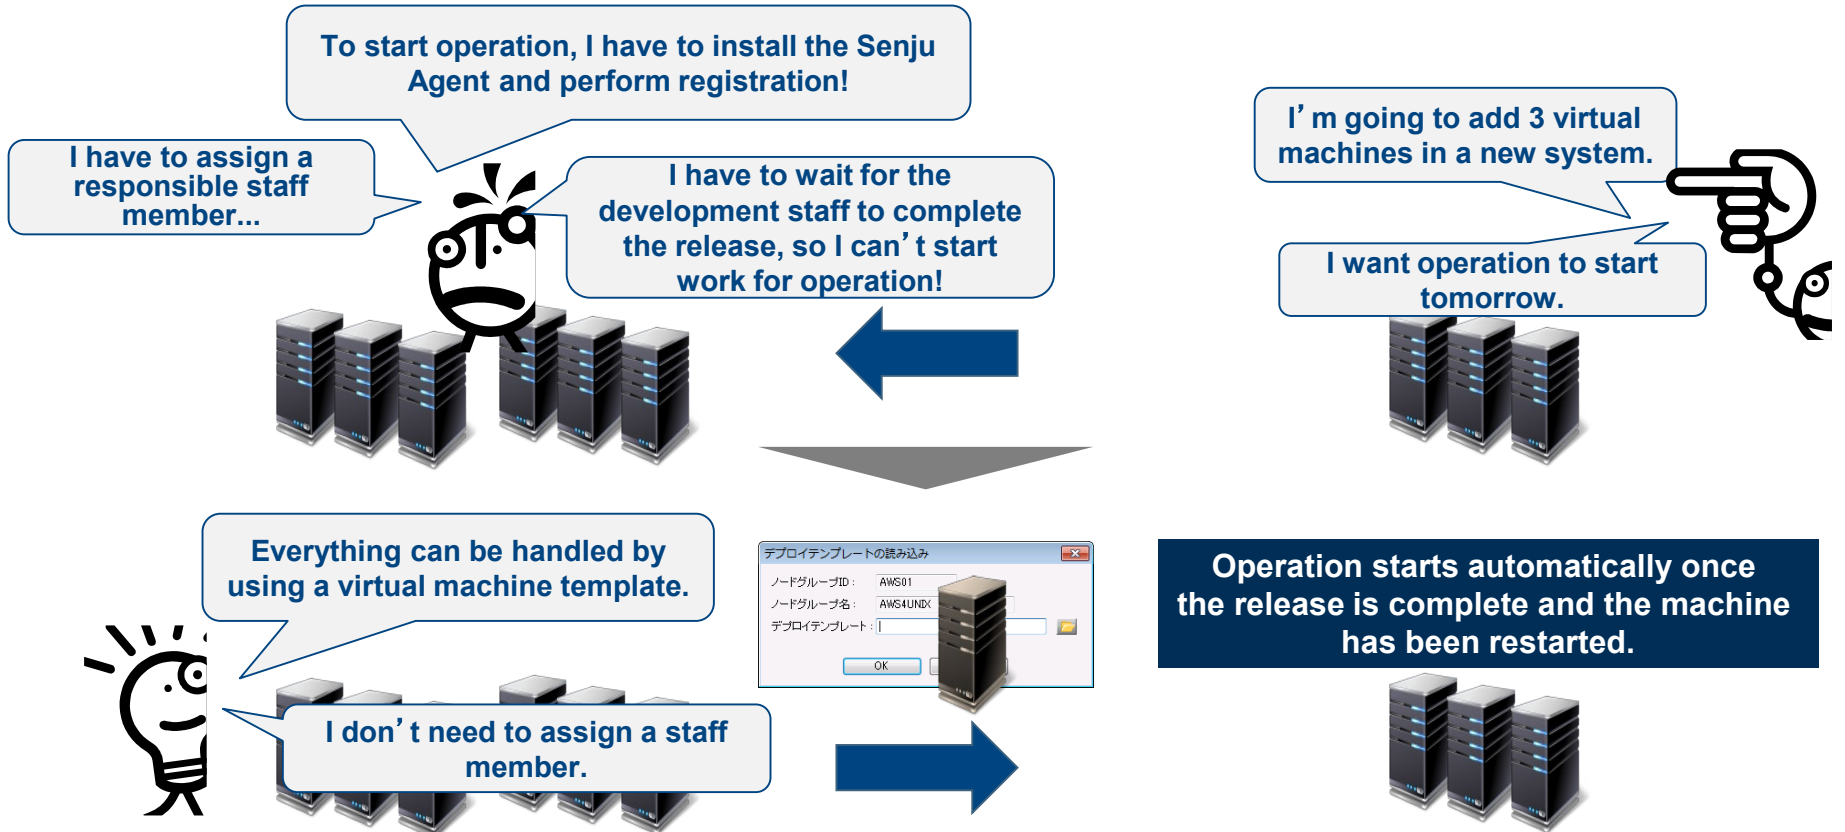 To start operation, I have to install the Senju
Agent and perform registration!
I have to assign a
responsible staff
member...
I have to wait for the
development staff to complete
the release, so I can’t start
work for operation!
I’m going to add 3 virtual
machines in a new system.
I want operation to start
tomorrow.
Everything can be handled by
using a virtual machine template.
I don’t need to assign a staff
member.
デプロイテンプレートの読み込み
ノードグループID： AWS01
ノードグループ名： AWS4UNIX
デプロイテンプレート：
OK
Operation starts automatically once
the release is complete and the machine
has been restarted.